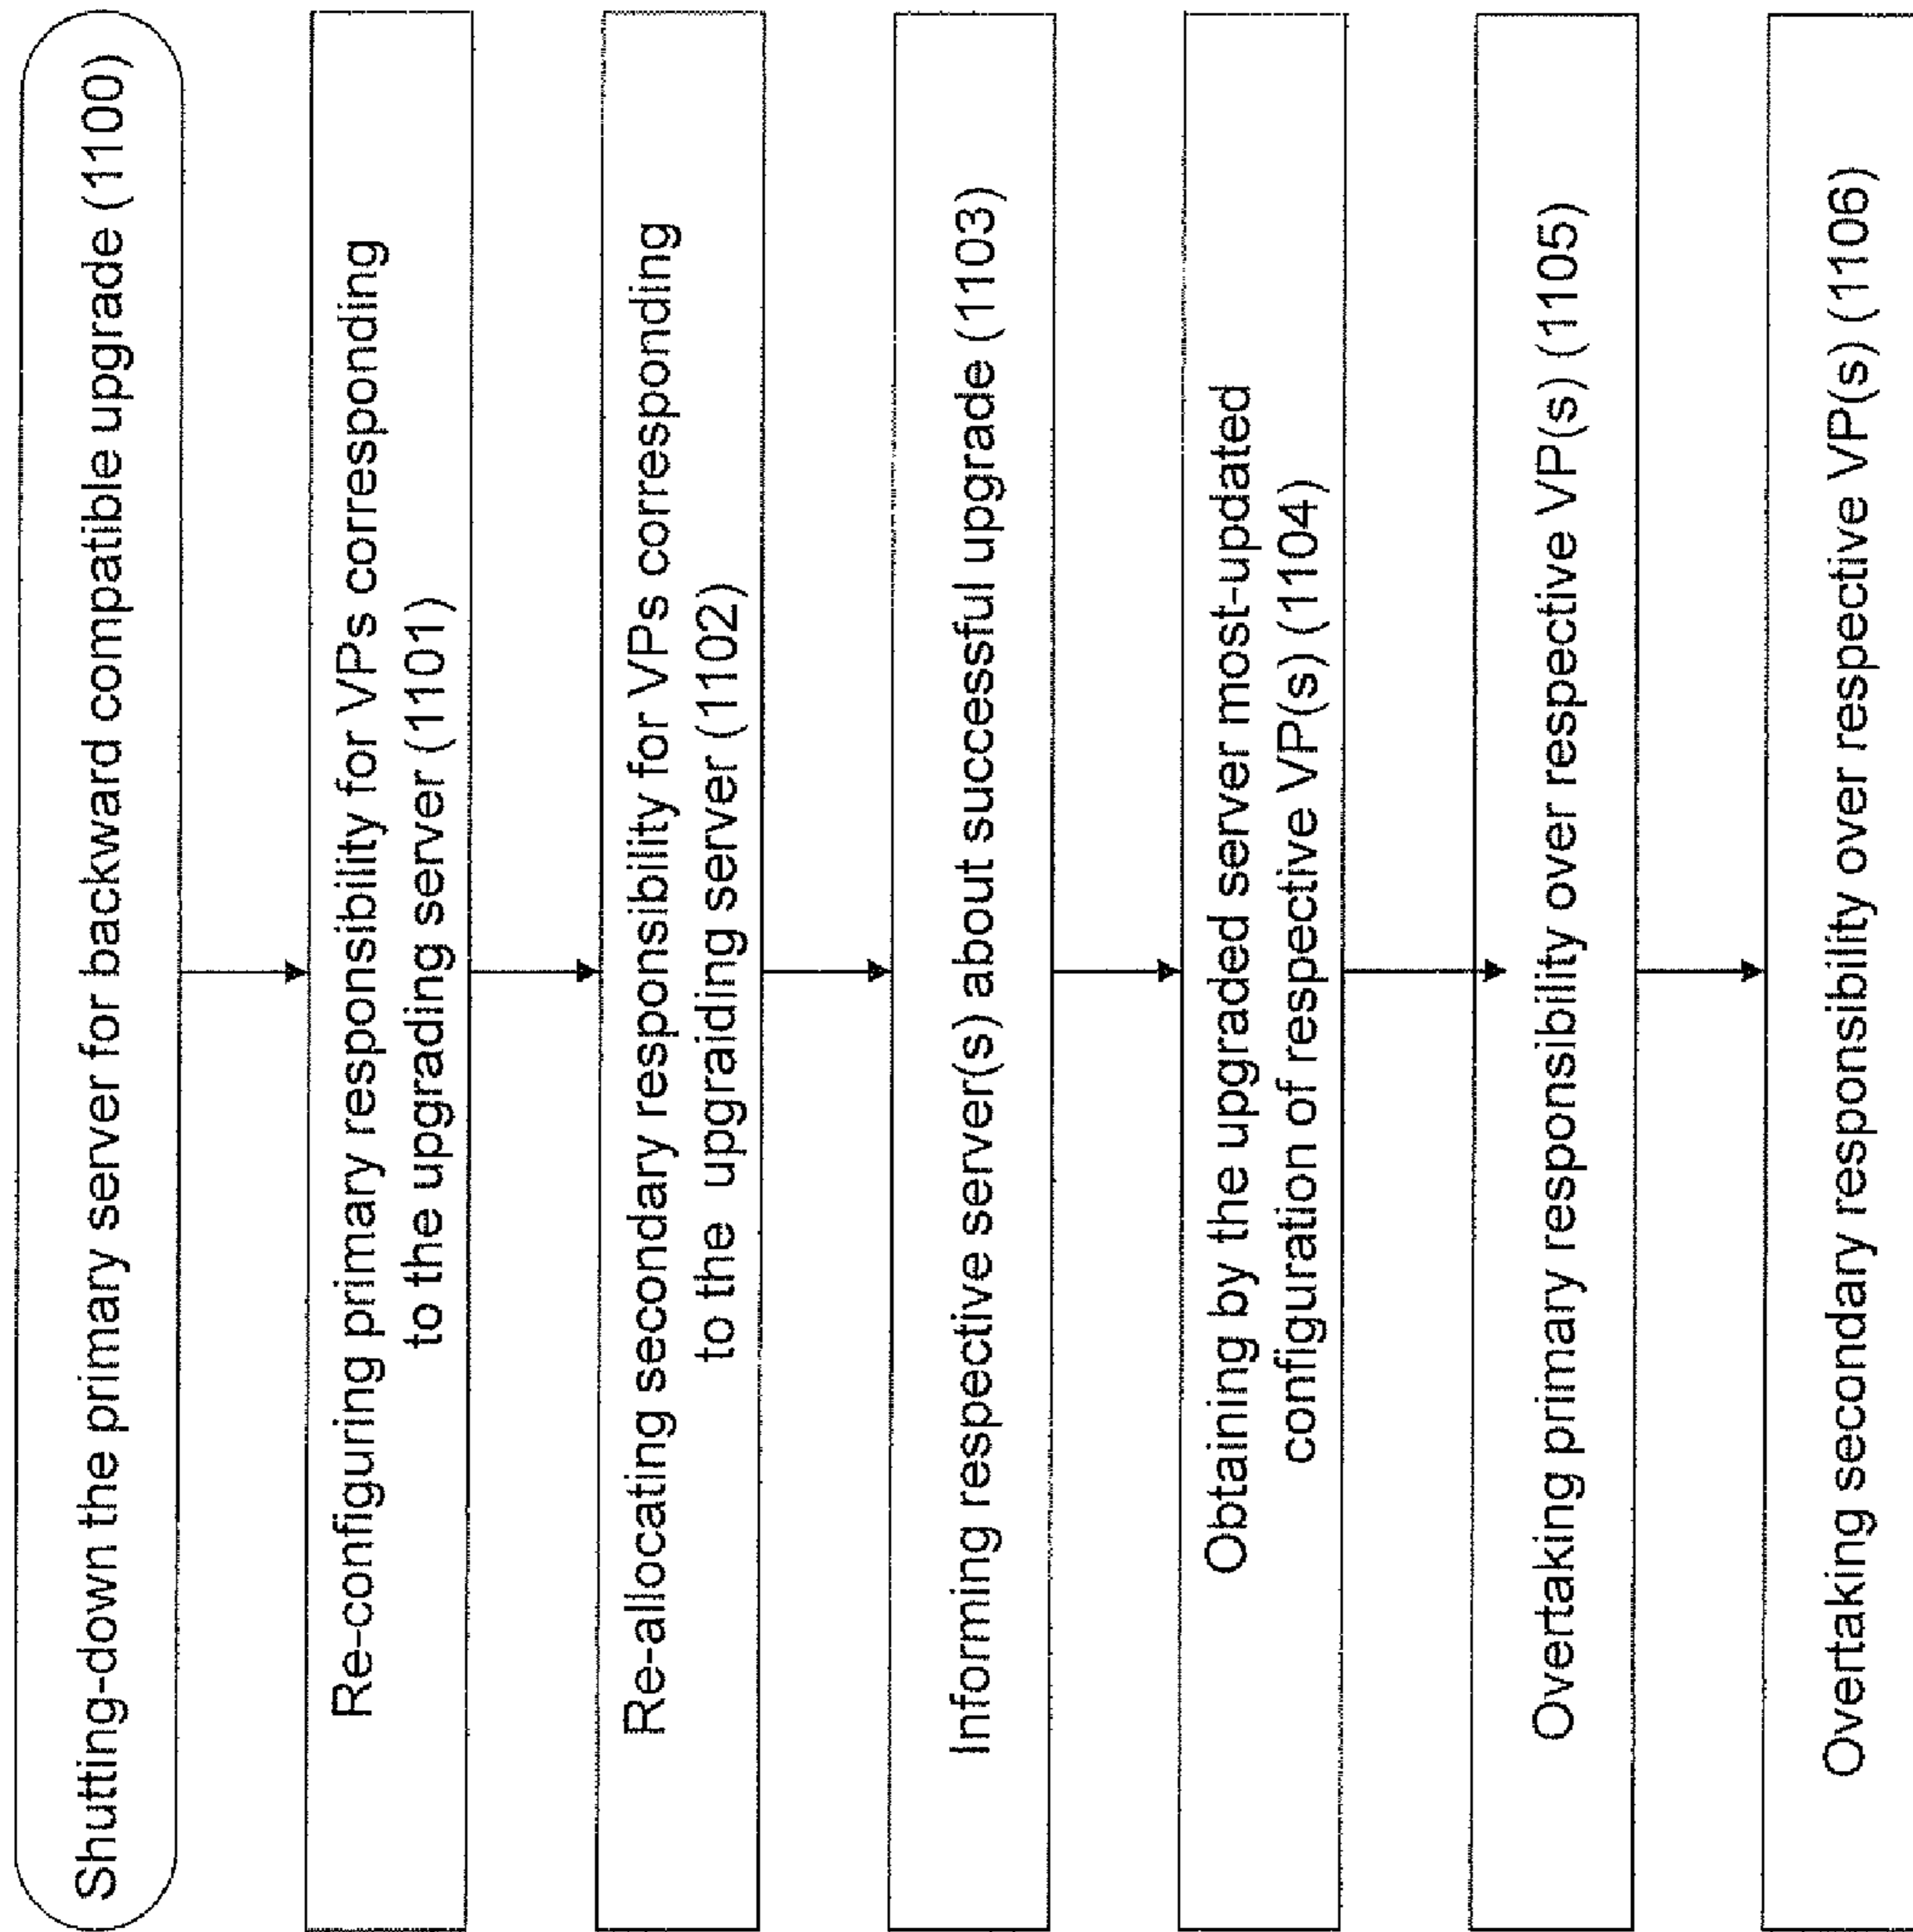 Shutting-down the primary server for backward compatible upgrade (1100)
Re-configuring primary responsibility for VPs corresponding
to the upgrading server (1101)
Re-allocating secondary responsibility for VPs corresponding
to the upgraiding server (1102)
Informing respective server(s) about successful upgrade (1103)
Obtaining by the upgraded server most-updated
configuration of respective VP(s) (1104)
Overtaking primary responsibility over respective VP(s) (1105)
Overtaking secondary responsibility over respective VP(s) (1106)